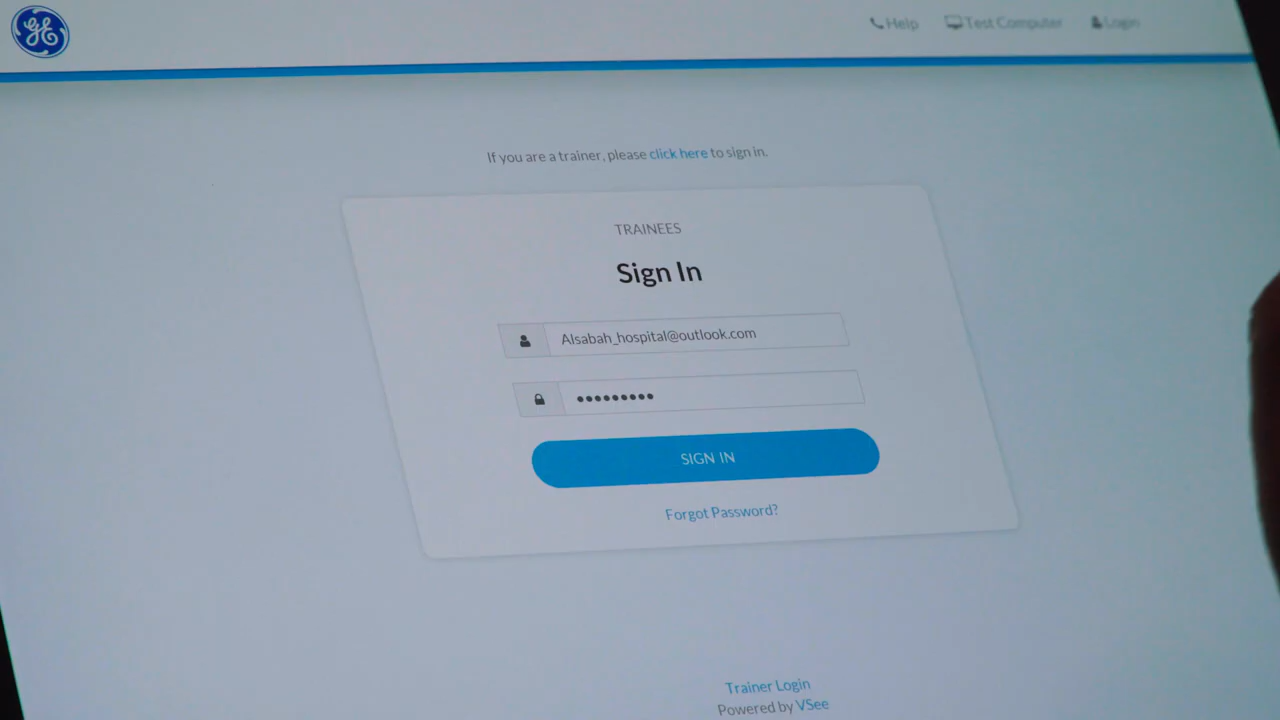 GE
Help Test Computer Login
If you are a trainer, please click here to sign in.
TRAINEES
Sign In
Alsabah_hospital@outlook.com
•••••••••
SIGN IN
Forgot Password?
Trainer Login
Powered by VSee